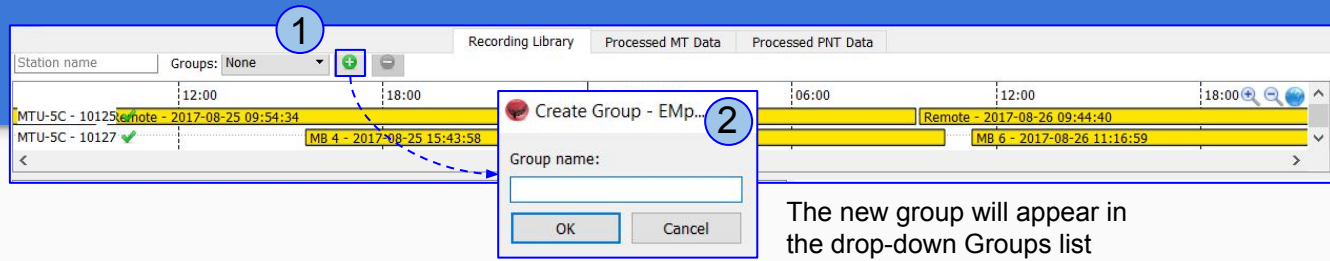 1
Recording Library Processed MT Data Processed PNT Data
Station name Groups: None
12:00 18:00 06:00 12:00 18:00
MTU-5C - 10125 Remote - 2017-08-25 09:54:34 Remote - 2017-08-26 09:44:40
MTU-5C - 10127 MB 4 - 2017-08-25 15:43:58 MB 6 - 2017-08-26 11:16:59
Create Group - EMp... 2
Group name:
OK Cancel
The new group will appear in
the drop-down Groups list